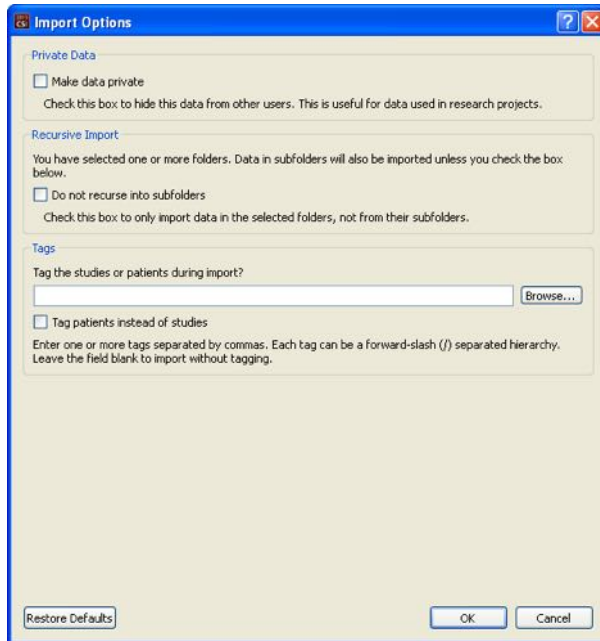 Import Options
Private Data
Make data private
Check this box to hide this data from other users. This is useful for data used in research projects.
Recursive Import
You have selected one or more folders. Data in subfolders will also be imported unless you check the box
below.
Do not recurse into subfolders
Check this box to only import data in the selected folders, not from their subfolders.
Tags
Tag the studies or patients during import?
Browse...
Tag patients instead of studies
Enter one or more tags separated by commas. Each tag can be a forward-slash (/) separated hierarchy.
Leave the field blank to import without tagging.
Restore Defaults
OK
Cancel